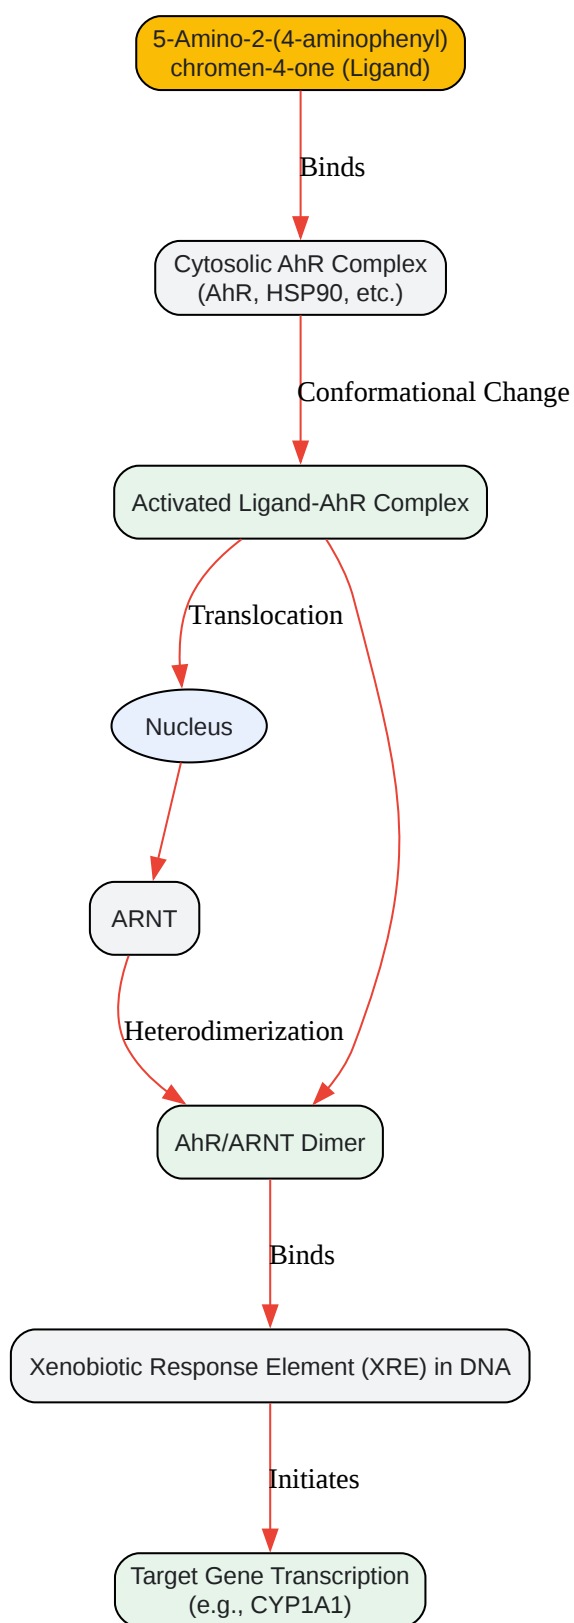 5-Amino-2-(4-aminophenyl)
chromen-4-one (Ligand)
Binds
Cytosolic AhR Complex
(AhR, HSP90, etc.)
Conformational Change
Activated Ligand-AhR Complex
Translocation
Nucleus
ARNT
Heterodimerization
AhR/ARNT Dimer
Binds
Xenobiotic Response Element (XRE) in DNA
Initiates
Target Gene Transcription
(e.g., CYP1A1)